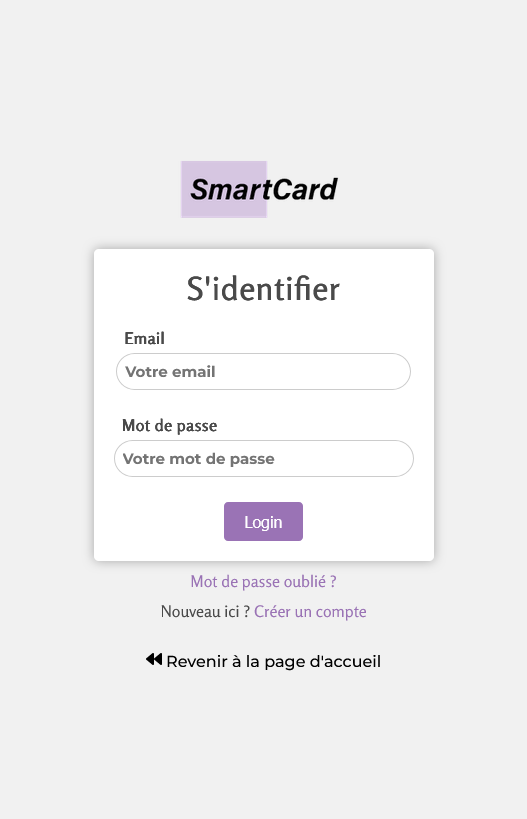 SmartCard
S'identifier
Email
Votre email
Mot de passe
Votre mot de passe
Login
Mot de passe oublié ?
Nouveau ici ? Créer un compte
Revenir à la page d'accueil